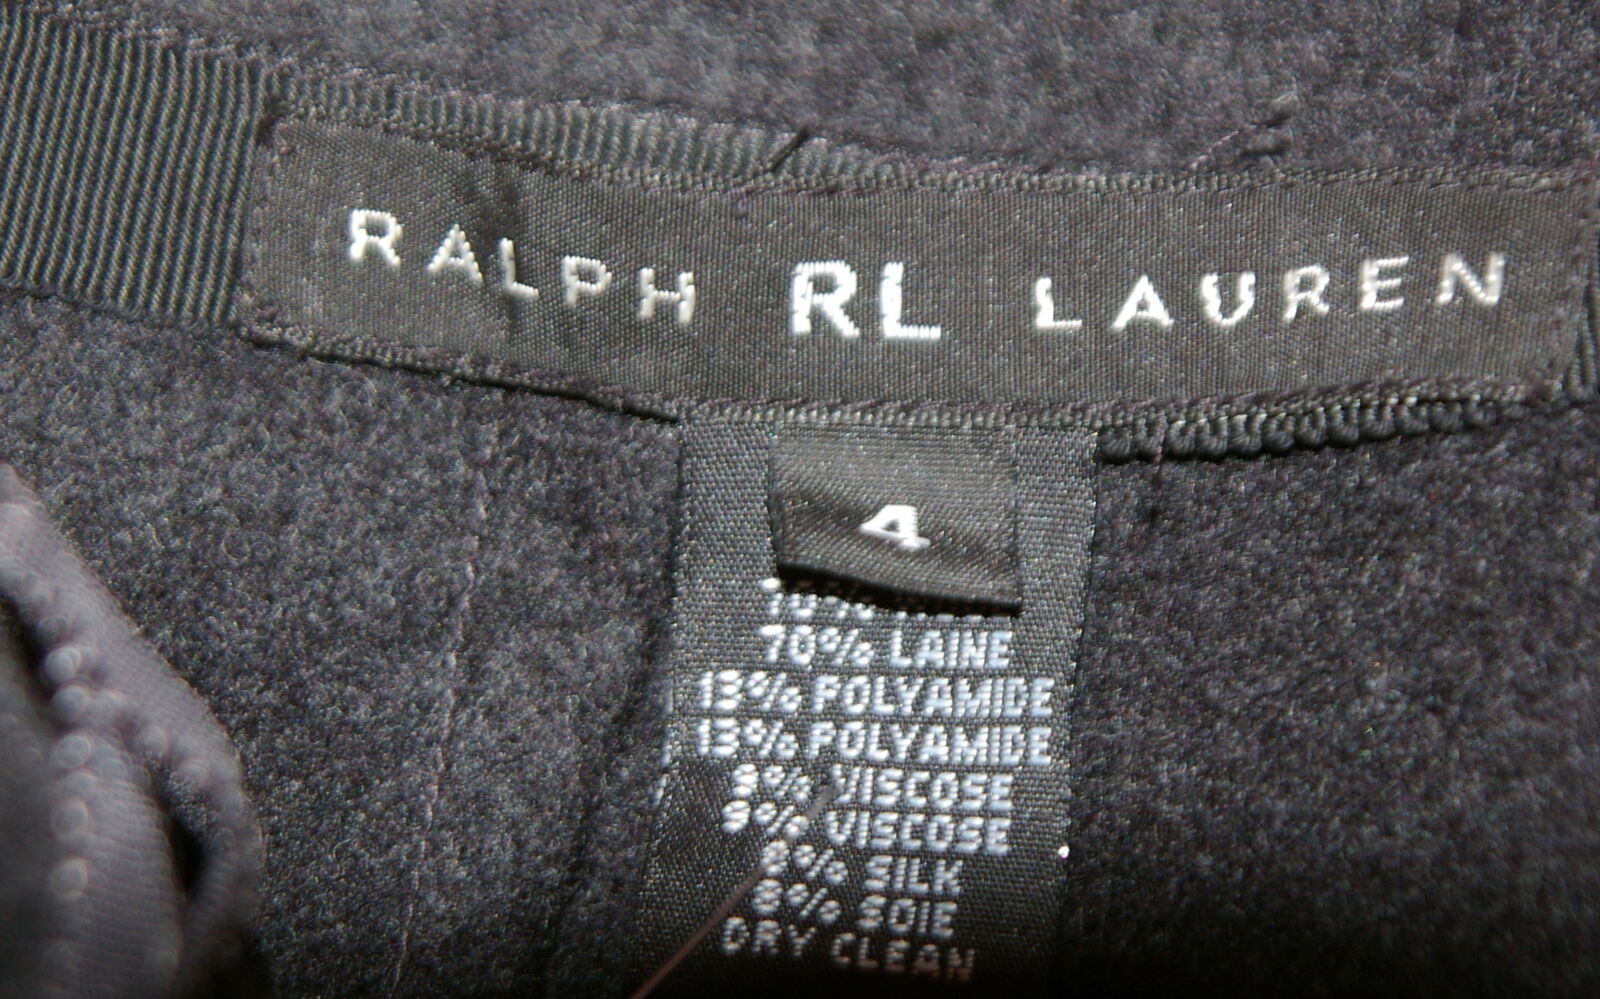 RALPH RL LAUREN
4
70% LAINE
13% POLYAMIDE
13% POLYAMIDE
9% VISCOSE
9% VISCOSE
8% SILK
8% SOIE
DRY CLEAN